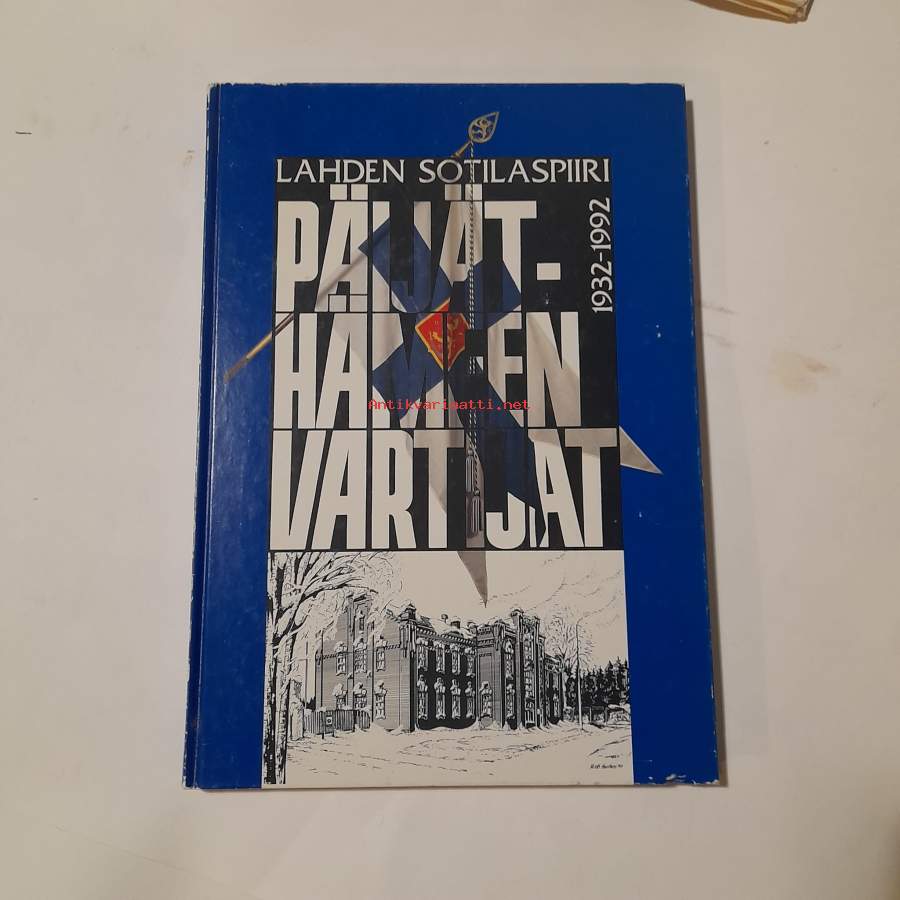 LAHDEN SOTILASPIIRI
1932-1992
PÄIJÄT-
HÄMEEN
VARTIJAT
Antikvariaatti.net